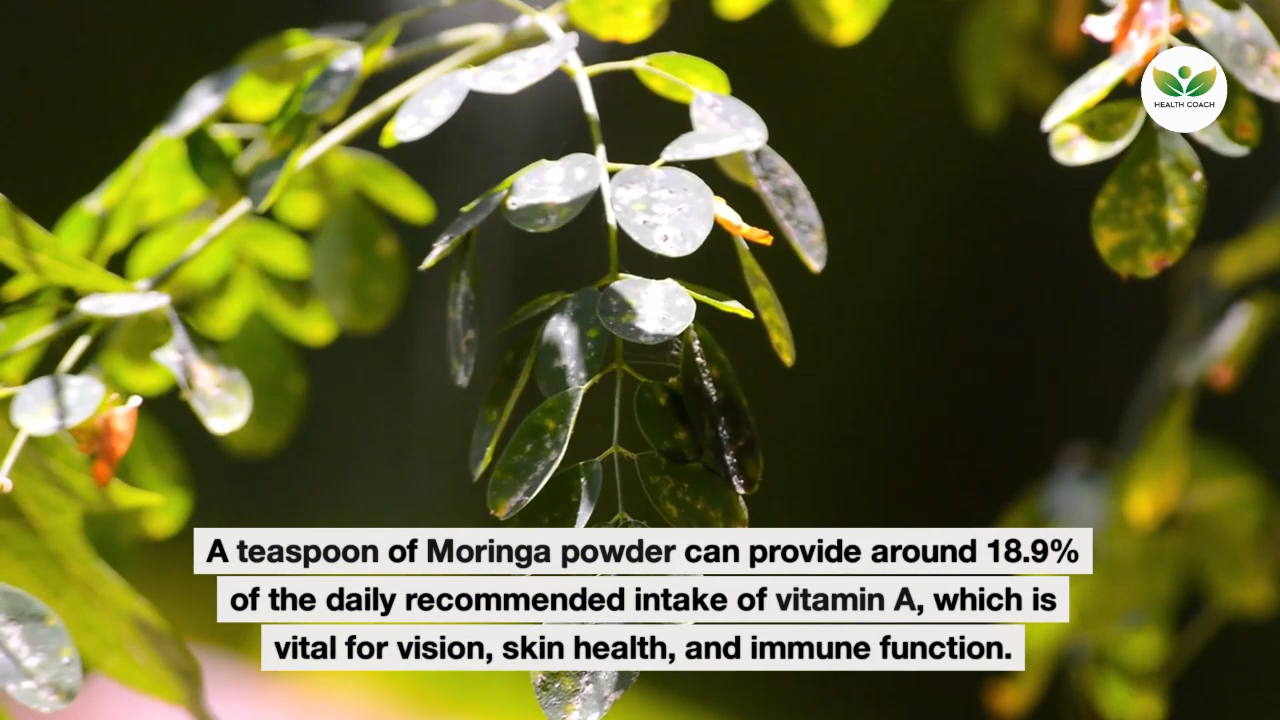 HEALTH COACH
A teaspoon of Moringa powder can provide around 18.9%
of the daily recommended intake of vitamin A, which is
vital for vision, skin health, and immune function.